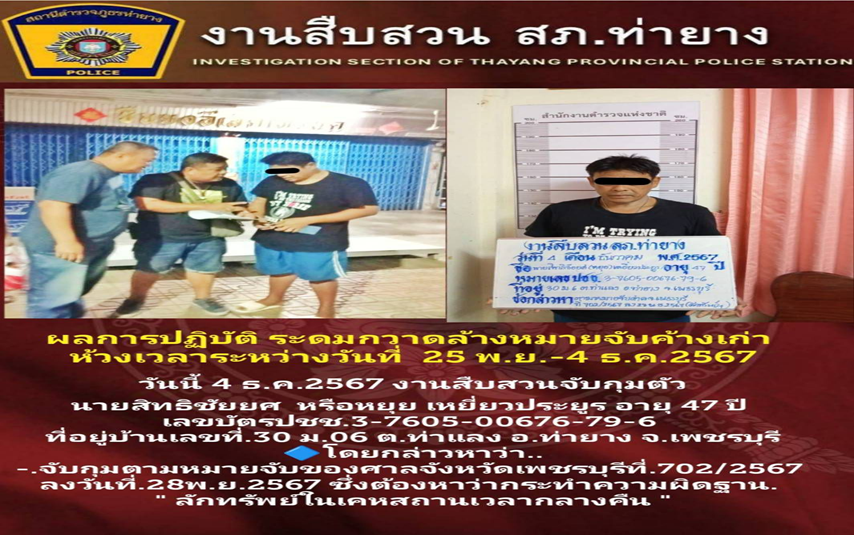 สถานีตำรวจภูธรท่ายาง
POLICE
งานสืบสวน สภ.ท่ายาง
INVESTIGATION SECTION OF THAYANG PROVINCIAL POLICE STATION
สำนักงานตำรวจแห่งชาติ
I'M TRYING
I'M TRYING
งานสืบสวน สภ.ท่ายาง
วันที่ 4 เดือน ธันวาคม พ.ศ.2567
ชื่อ อายุ 47 ปี
หมายเลข ปชช. 3-7605-00676-79-6
ที่อยู่ 30 ม.6 ต.ท่าแลง อ.ท่ายาง จ.เพชรบุรี
ข้อกล่าวหา
ผลการปฏิบัติ ระดมกวาดล้างหมายจับค้างเก่า
ห้วงเวลาระหว่างวันที่ 25 พ.ย.-4 ธ.ค.2567
วันนี้ 4 ธ.ค.2567 งานสืบสวนจับกุมตัว
นายสิทธิชัยยศ หรือหยุย เหยี่ยวประยูร อายุ 47 ปี
เลขบัตรปชช.3-7605-00676-79-6
ที่อยู่บ้านเลขที่.30 ม.06 ต.ท่าแลง อ.ท่ายาง จ.เพชรบุรี
🔷โดยกล่าวหาว่า..
-.จับกุมตามหมายจับของศาลจังหวัดเพชรบุรีที่.702/2567
ลงวันที่.28พ.ย.2567 ซึ่งต้องหาว่ากระทำความผิดฐาน.
" ลักทรัพย์ในเคหสถานเวลากลางคืน "